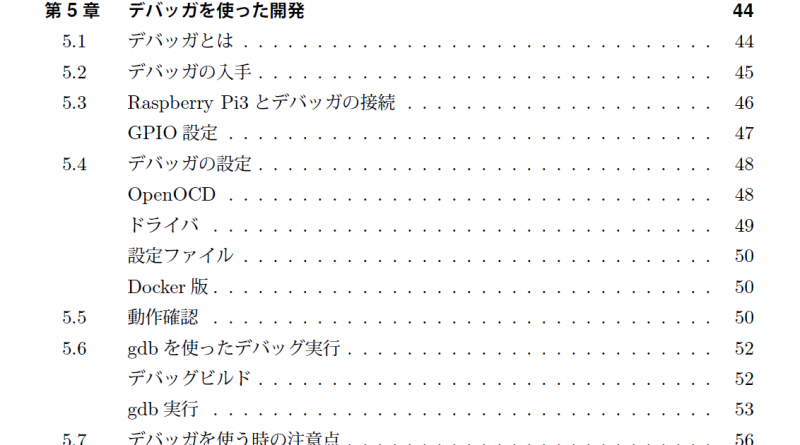 第5章 デバッガを使った開発 44
5.1 デバッガとは . . . . . . . . . . . . . . . . . . . . . . . . . . . . . . . . 44
5.2 デバッガの入手 . . . . . . . . . . . . . . . . . . . . . . . . . . . . . . . 45
5.3 Raspberry Pi3 とデバッガの接続 . . . . . . . . . . . . . . . . . . . . . 46
GPIO 設定 . . . . . . . . . . . . . . . . . . . . . . . . . . . . . . . . . 47
5.4 デバッガの設定 . . . . . . . . . . . . . . . . . . . . . . . . . . . . . . . 48
OpenOCD . . . . . . . . . . . . . . . . . . . . . . . . . . . . . . . . . 48
ドライバ . . . . . . . . . . . . . . . . . . . . . . . . . . . . . . . . . . 49
設定ファイル . . . . . . . . . . . . . . . . . . . . . . . . . . . . . . . . 50
Docker 版 . . . . . . . . . . . . . . . . . . . . . . . . . . . . . . . . . . 50
5.5 動作確認 . . . . . . . . . . . . . . . . . . . . . . . . . . . . . . . . . . 50
5.6 gdb を使ったデバッグ実行 . . . . . . . . . . . . . . . . . . . . . . . . . 52
デバッグビルド . . . . . . . . . . . . . . . . . . . . . . . . . . . . . . . 52
gdb 実行 . . . . . . . . . . . . . . . . . . . . . . . . . . . . . . . . . . 53
5.7 デバッガを使う時の注意点 . . . . . . . . . . . . . . . . . . . . . . . . . 56